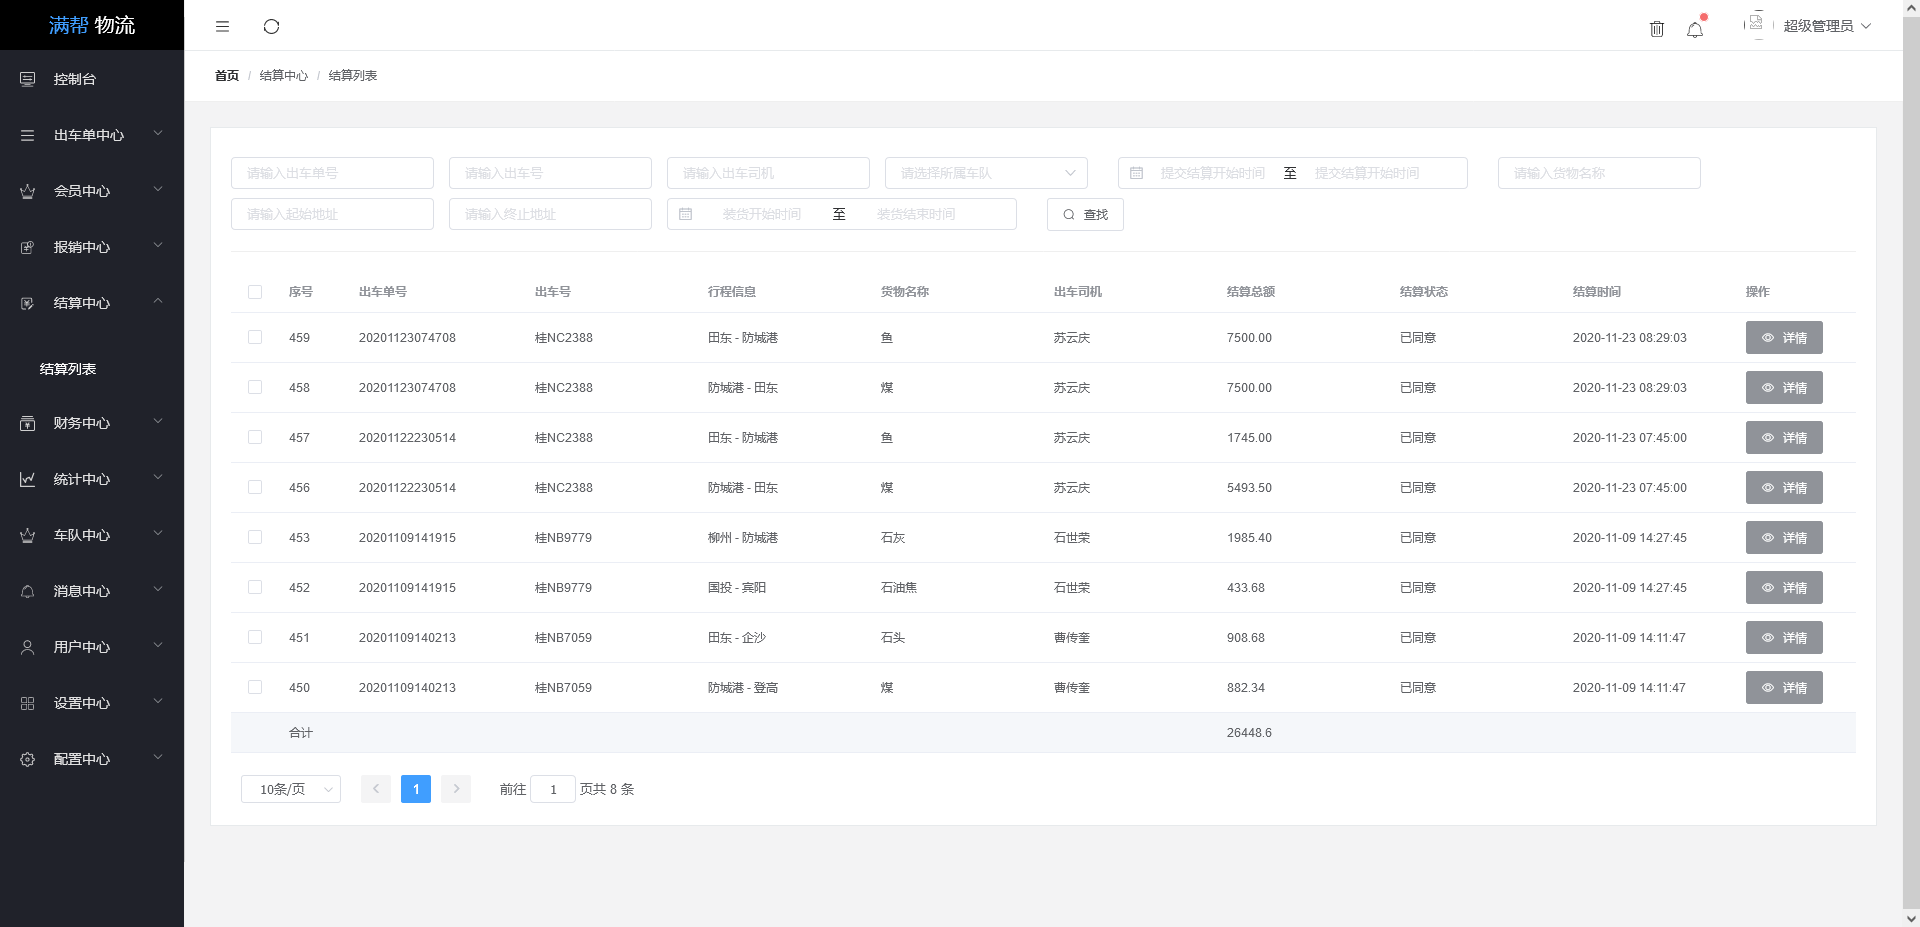 满帮 物流
超级管理员
首页 / 结算中心 / 结算列表
控制台
出车单中心
会员中心
报销中心
结算中心
结算列表
财务中心
统计中心
车队中心
消息中心
用户中心
设置中心
配置中心
请输入出车单号 请输入出车号 请输入出车司机 请选择所属车队 提交结算开始时间 至 提交结算开始时间 请输入货物名称
请输入起始地址 请输入终止地址 装货开始时间 至 装货结束时间 查找
序号 出车单号 出车号 行程信息 货物名称 出车司机 结算总额 结算状态 结算时间 操作
459 20201123074708 桂NC2388 田东 - 防城港 鱼 苏云庆 7500.00 已同意 2020-11-23 08:29:03 详情
458 20201123074708 桂NC2388 防城港 - 田东 煤 苏云庆 7500.00 已同意 2020-11-23 08:29:03 详情
457 20201122230514 桂NC2388 田东 - 防城港 鱼 苏云庆 1745.00 已同意 2020-11-23 07:45:00 详情
456 20201122230514 桂NC2388 防城港 - 田东 煤 苏云庆 5493.50 已同意 2020-11-23 07:45:00 详情
453 20201109141915 桂NB9779 柳州 - 防城港 石灰 石世荣 1985.40 已同意 2020-11-09 14:27:45 详情
452 20201109141915 桂NB9779 国投 - 宾阳 石油焦 石世荣 433.68 已同意 2020-11-09 14:27:45 详情
451 20201109140213 桂NB7059 田东 - 企沙 石头 曹传奎 908.68 已同意 2020-11-09 14:11:47 详情
450 20201109140213 桂NB7059 防城港 - 登高 煤 曹传奎 882.34 已同意 2020-11-09 14:11:47 详情
合计 26448.6
10条/页 1 前往 1 页共 8 条